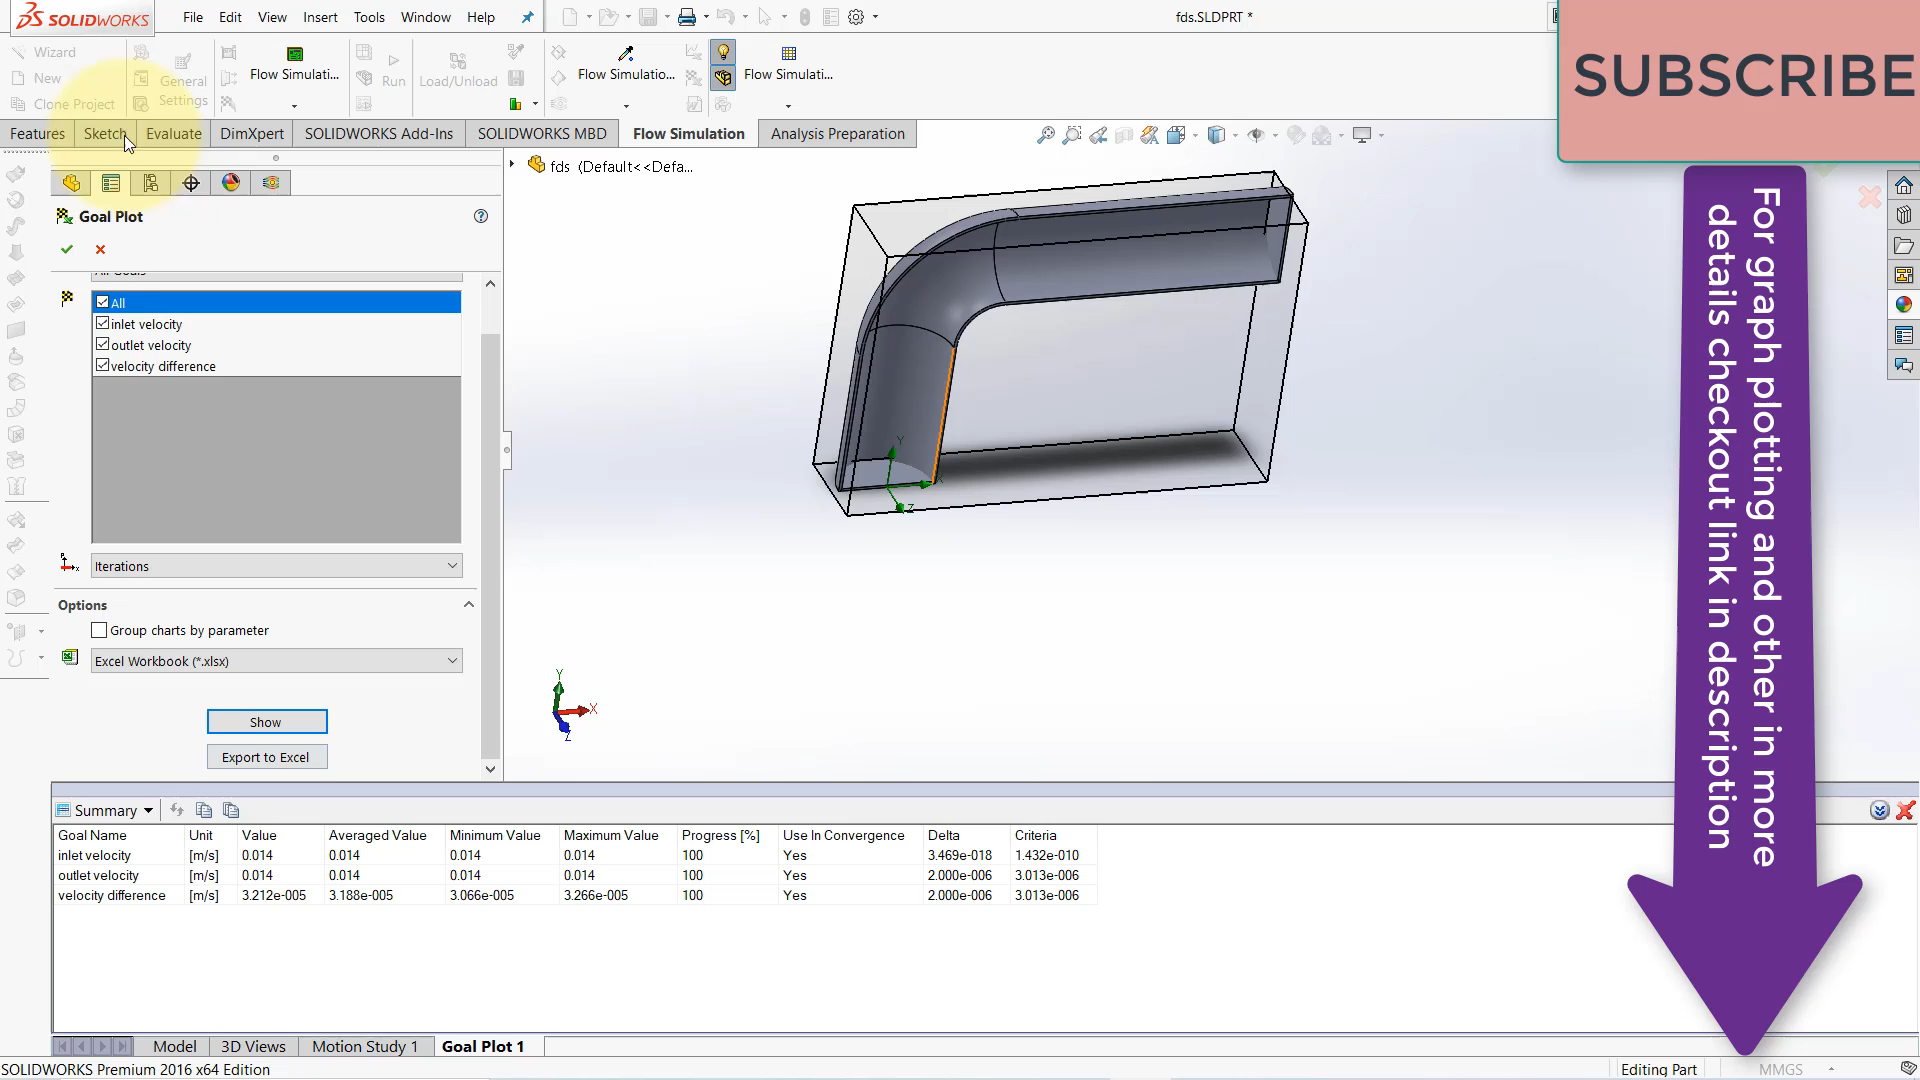 SOLIDWORKS
File Edit View Insert Tools Window Help
fds.SLDPRT *
Wizard
New
Clone Project
General
Settings
Flow Simulati...
Run
Load/Unload
Flow Simulatio...
Flow Simulati...
SUBSCRIBE
Features Sketch Evaluate DimXpert SOLIDWORKS Add-Ins SOLIDWORKS MBD Flow Simulation Analysis Preparation
fds (Default<<Defa...
Goal Plot
All
inlet velocity
outlet velocity
velocity difference
Iterations
Options
Group charts by parameter
Excel Workbook (*.xlsx)
Show
Export to Excel
Y
X
Z
Y
X
Z
For graph plotting and other in more
details checkout link in description
Summary
Goal Name Unit Value Averaged Value Minimum Value Maximum Value Progress [%] Use In Convergence Delta Criteria
inlet velocity [m/s] 0.014 0.014 0.014 0.014 100 Yes 3.469e-018 1.432e-010
outlet velocity [m/s] 0.014 0.014 0.014 0.014 100 Yes 2.000e-006 3.013e-006
velocity difference [m/s] 3.212e-005 3.188e-005 3.066e-005 3.266e-005 100 Yes 2.000e-006 3.013e-006
Model 3D Views Motion Study 1 Goal Plot 1
SOLIDWORKS Premium 2016 x64 Edition
Editing Part
MMGS